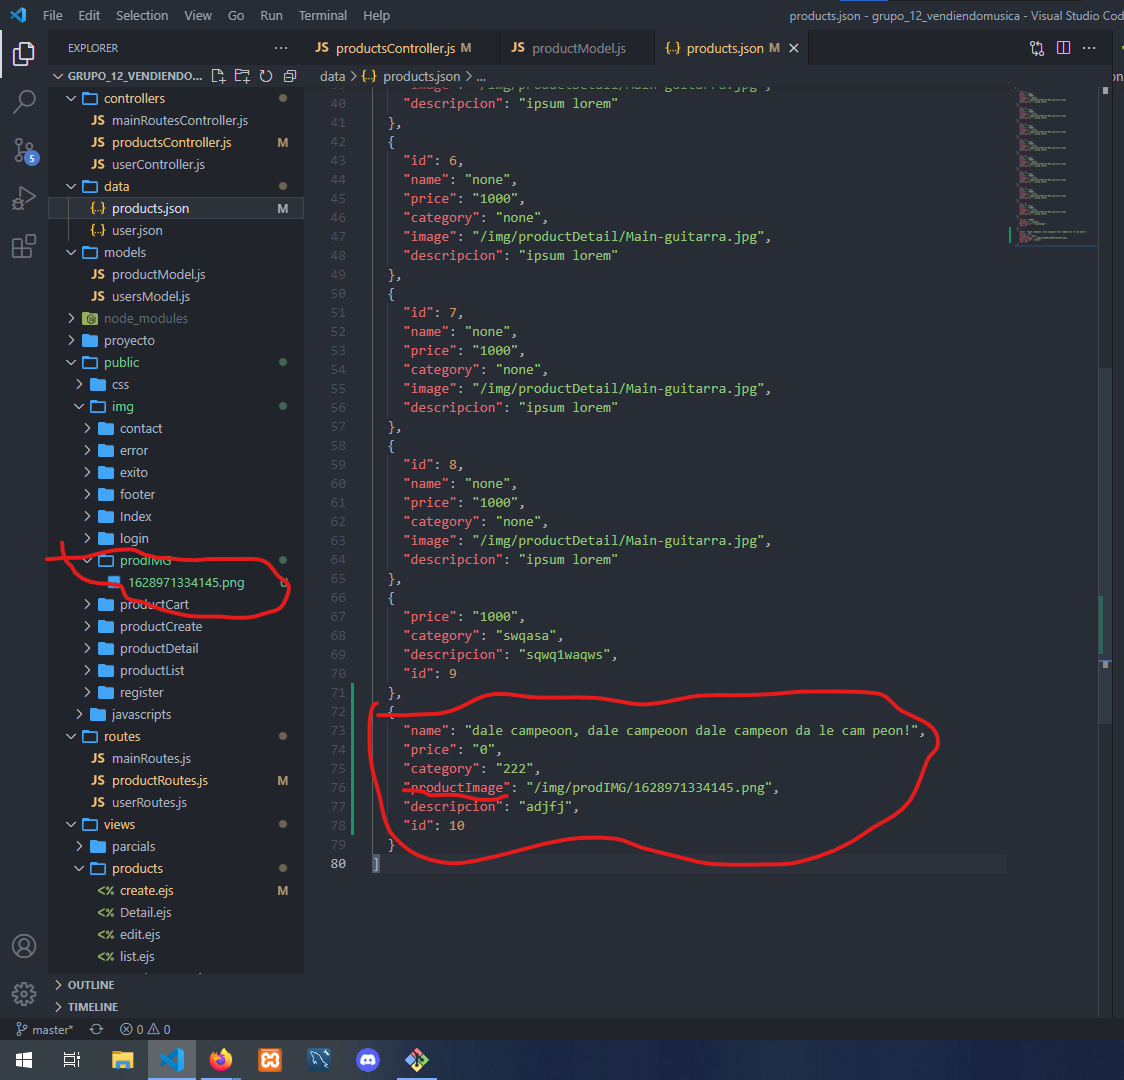 File Edit Selection View Go Run Terminal Help
products.json - grupo_12_vendiendomusica - Visual Studio Cod
EXPLORER
GRUPO_12_VENDIENDO...
controllers
JS mainRoutesController.js
JS productsController.js M
JS userController.js
data
{..} products.json M
{..} user.json
models
JS productModel.js
JS usersModel.js
node_modules
proyecto
public
css
img
contact
error
exito
footer
Index
login
prodIMG
1628971334145.png U
productCart
productCreate
productDetail
productList
register
javascripts
routes
JS mainRoutes.js
JS productRoutes.js M
JS userRoutes.js
views
parcials
products
<% create.ejs M
<% Detail.ejs
<% edit.ejs
<% list.ejs
OUTLINE
TIMELINE
5
JS productsController.js M
JS productModel.js
{..} products.json M
data > {..} products.json > ...
39 "image": "/img/productDetail/Main-guitarra.jpg",
40 "descripcion": "ipsum lorem"
41 },
42 {
43 "id": 6,
44 "name": "none",
45 "price": "1000",
46 "category": "none",
47 "image": "/img/productDetail/Main-guitarra.jpg",
48 "descripcion": "ipsum lorem"
49 },
50 {
51 "id": 7,
52 "name": "none",
53 "price": "1000",
54 "category": "none",
55 "image": "/img/productDetail/Main-guitarra.jpg",
56 "descripcion": "ipsum lorem"
57 },
58 {
59 "id": 8,
60 "name": "none",
61 "price": "1000",
62 "category": "none",
63 "image": "/img/productDetail/Main-guitarra.jpg",
64 "descripcion": "ipsum lorem"
65 },
66 {
67 "price": "1000",
68 "category": "swqasa",
69 "descripcion": "sqwq1waqws",
70 "id": 9
71 },
72 {
73 "name": "dale campeoon, dale campeoon dale campeon da le cam peon!",
74 "price": "0",
75 "category": "222",
76 "productImage": "/img/prodIMG/1628971334145.png",
77 "descripcion": "adjfj",
78 "id": 10
79 }
80 ]
master* 0 0